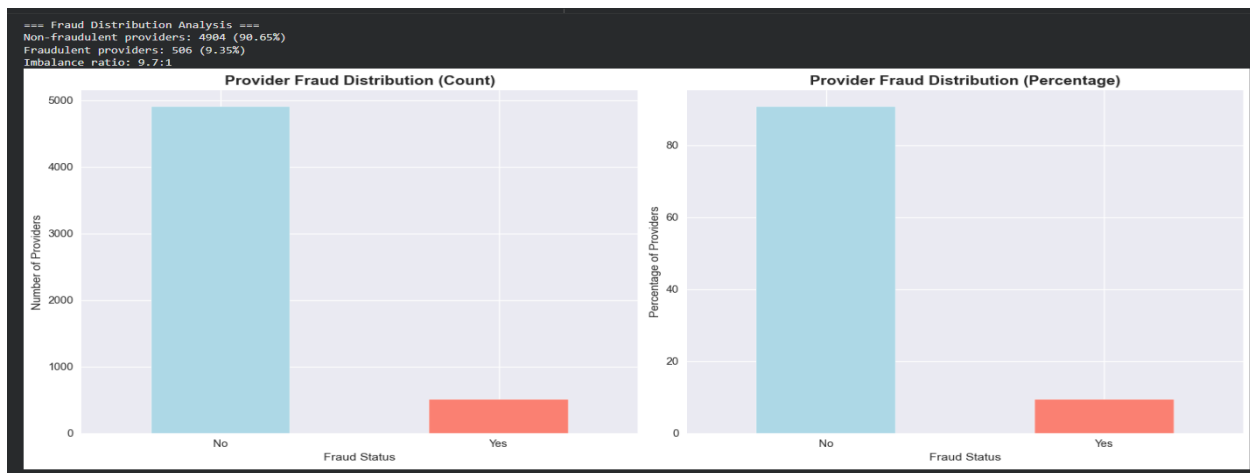 === Fraud Distribution Analysis ===
Non-fraudulent providers: 4904 (90.65%)
Fraudulent providers: 506 (9.35%)
Imbalance ratio: 9.7:1
Provider Fraud Distribution (Count)
5000
4000
3000
2000
1000
0
Number of Providers
No
Yes
Fraud Status
Provider Fraud Distribution (Percentage)
80
60
40
20
0
Percentage of Providers
No
Yes
Fraud Status